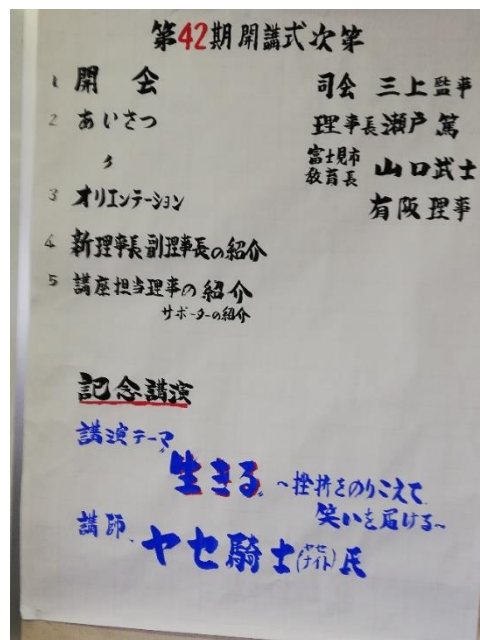 第42期開講式次第
1 開会 司会 三上監事
2 あいさつ 理事長 瀬戸 篤
〃 富士見市教育長 山口武士
3 オリエンテーション 有阪理事
4 新理事長副理事長の紹介
5 講座担当理事の紹介
サポーターの紹介
記念講演
講演テーマ
生きる ～挫折をのりこえて
笑いを届ける～
講師 ヤセ騎士(ヤセナイト)氏